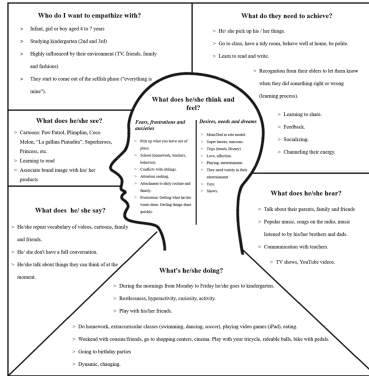 Who do I want to empathize with?
> Infant, girl or boy aged 4 to 7 years
> Studying kindergarten (2nd and 3rd)
> Highly influenced by their environment (TV, friends, family
and fashions)
> They start to come out of the selfish phase ("everything is
mine").
What do they need to achieve?
> He/ she pick up his / her things.
> Go to class, have a tidy room, behave well at home, be polite.
> Learn to read and write.
> Recognition from their elders to let them know
when they did something right or wrong
(learning process).
> Learning to share.
> Feedback.
> Socializing.
> Channeling their energy.
What does he/she see?
> Cartoons: Paw Patrol, Plimplim, Coco
Melon, "La gallina Pintadita", Superheroes,
Princess, etc.
> Learning to read
> Associate brand image with his/ her
products
What does he/she think and
feel?
Fears, frustrations and
anxieties
> Pick up what you leave out of
place.
> School (homework, teachers,
behavior).
> Conflicts with siblings.
> Attention seeking.
> Attachment to daily routine and
family.
> Frustration: Getting what he/she
wants done. Getting things done
quickly.
Desires, needs and dreams
> Mom/Dad as role model.
> Super heroes, unicorns.
> Trips (beach, library)
> Love, affection.
> Playing, entertainment.
> They need variety in their
entertainment
> Toys
> Shows.
What does he/she hear?
> Talk about their parents, family and friends
> Popular music, songs on the radio, music
listened to by his/her brothers and dads.
> Communication with teachers.
> TV shows, YouTube videos.
What does he/ she say?
> He/she repeat vocabulary of videos, cartoons, family
and friends.
> He/ she don't have a full conversation.
> He/she talk about things they can think of at the
moment.
What's he/she doing?
> During the mornings from Monday to Friday he/she goes to kindergarten.
> Restlessness, hyperactivity, curiosity, activity.
> Play with his/her friends.
> Do homework, extracurricular classes (swimming, dancing, soccer), playing video games (iPad), eating.
> Weekend with cousins/friends, go to shopping centers, cinema. Play with your tricycle, rideable balls, bike with pedals.
> Going to birthday parties
> Dynamic, changing.